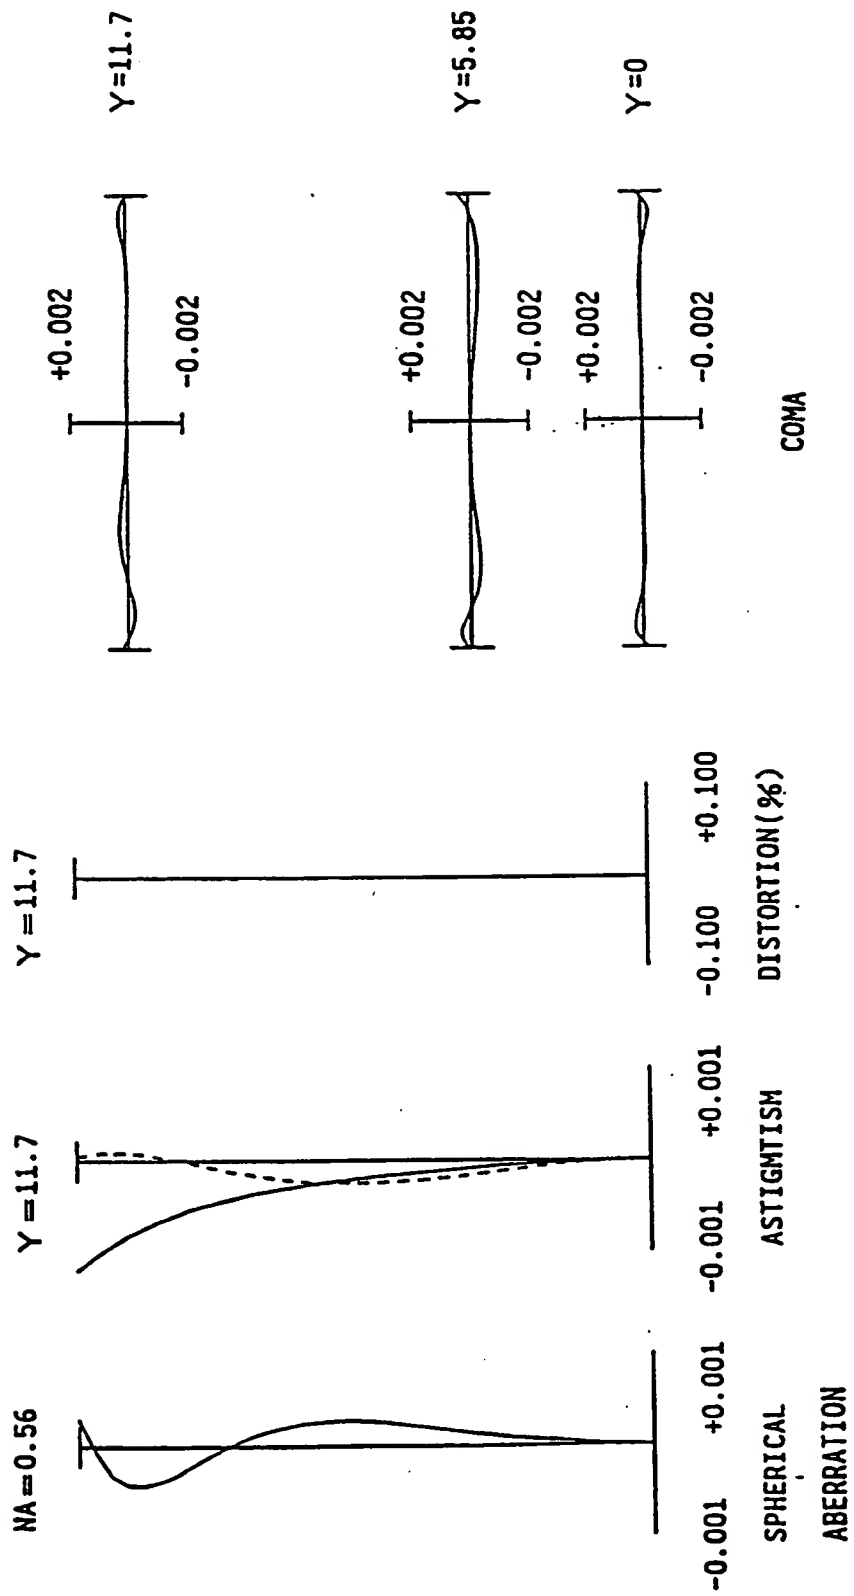 NA=0.56
-0.001
+0.001
SPHERICAL
ABERRATION
Y=11.7
-0.001
+0.001
ASTIGMTISM
Y=11.7
-0.100
+0.100
DISTORTION(%)
+0.002
-0.002
Y=11.7
+0.002
-0.002
Y=5.85
+0.002
-0.002
Y=0
COMA